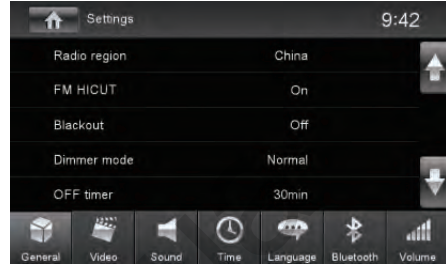 Settings 9:42
Radio region China
FM HICUT On
Blackout Off
Dimmer mode Normal
OFF timer 30min
General Video Sound Time Language Bluetooth Volume